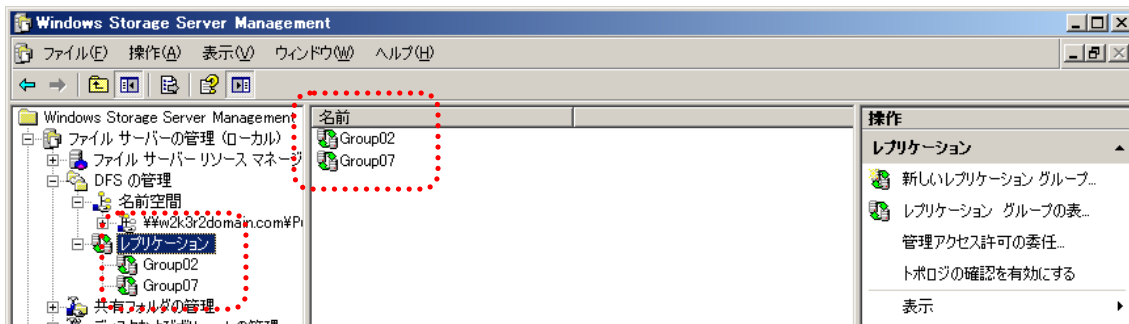 Windows Storage Server Management
ファイル(F) 操作(A) 表示(V) ウィンドウ(W) ヘルプ(H)
Windows Storage Server Management
ファイル サーバーの管理 (ローカル)
ファイル サーバー リソース マネージ
DFS の管理
名前空間
¥¥w2k3r2domain.com¥P
レプリケーション
Group02
Group07
共有フォルダの管理
名前
Group02
Group07
操作
レプリケーション
新しいレプリケーション グループ...
レプリケーション グループの表...
管理アクセス許可の委任...
トポロジの確認を有効にする
表示